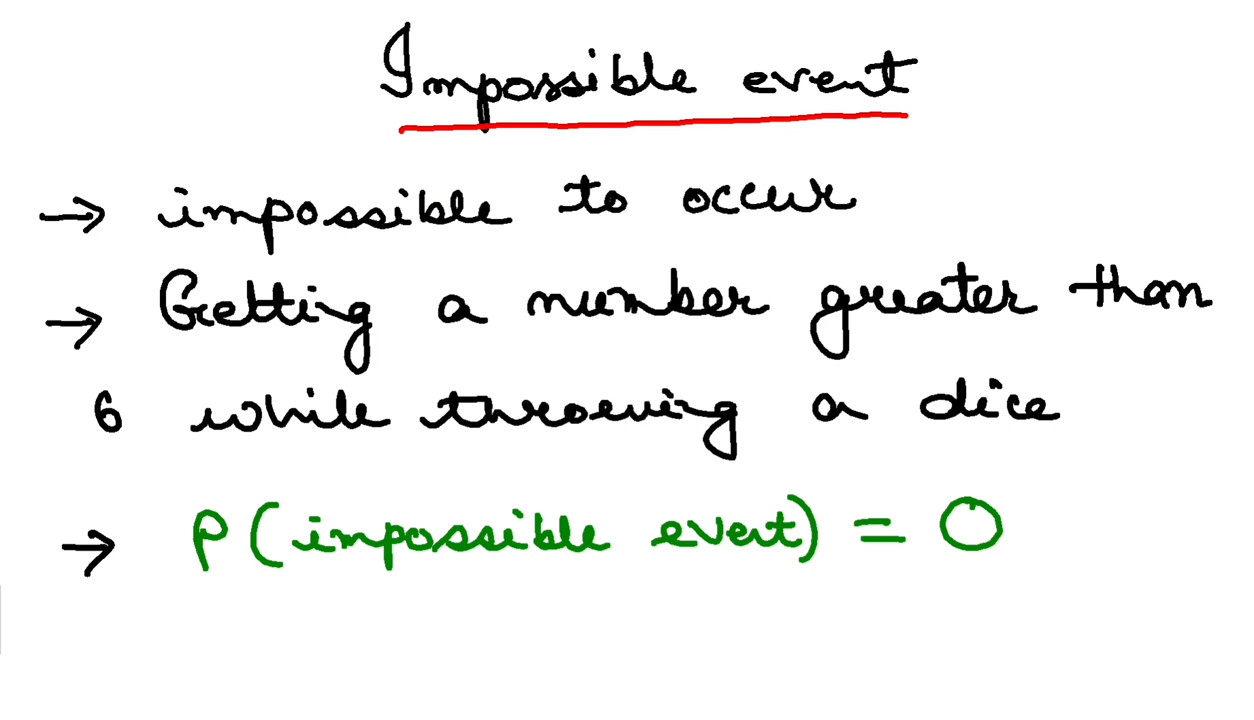 Impossible event
→ impossible to occur
→ Getting a number greater than
6 while throwing a dice
→ P(impossible event) = 0